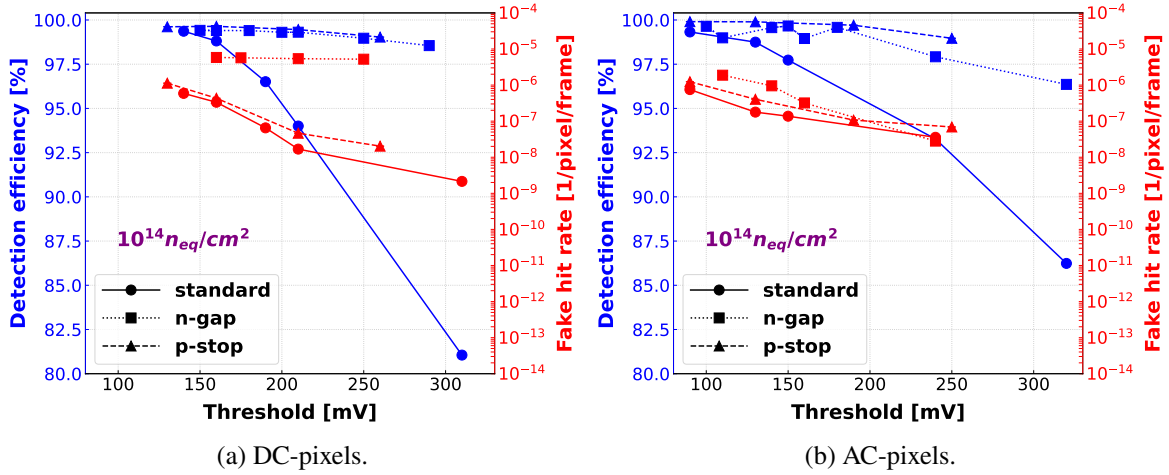 Detection efficiency [%]
100.0
97.5
95.0
92.5
90.0
87.5
85.0
82.5
80.0
10^14 n_eq/cm^2
standard
n-gap
p-stop
100 150 200 250 300
Threshold [mV]
10^−4
10^−5
10^−6
10^−7
10^−8
10^−9
10^−10
10^−11
10^−12
10^−13
10^−14
Fake hit rate [1/pixel/frame]
(a) DC-pixels.
Detection efficiency [%]
100.0
97.5
95.0
92.5
90.0
87.5
85.0
82.5
80.0
10^14 n_eq/cm^2
standard
n-gap
p-stop
100 150 200 250 300
Threshold [mV]
10^−4
10^−5
10^−6
10^−7
10^−8
10^−9
10^−10
10^−11
10^−12
10^−13
10^−14
Fake hit rate [1/pixel/frame]
(b) AC-pixels.